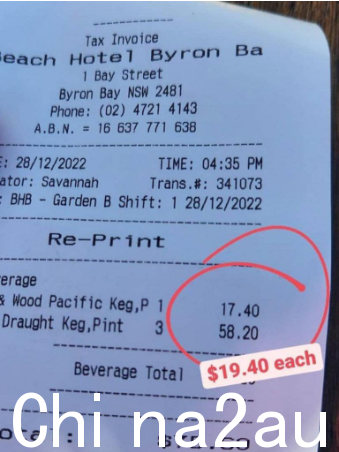 Tax Invoice
Beach Hotel Byron Ba
1 Bay Street
Byron Bay NSW 2481
Phone: (02) 4721 4143
A.B.N. = 16 637 771 638
E: 28/12/2022 TIME: 04:35 PM
ator: Savannah Trans.#: 341073
: BHB - Garden B Shift: 1 28/12/2022
Re-Print
erage
& Wood Pacific Keg,P 1 17.40
Draught Keg,Pint 3 58.20
$19.40 each
Beverage Total
Chi na2au